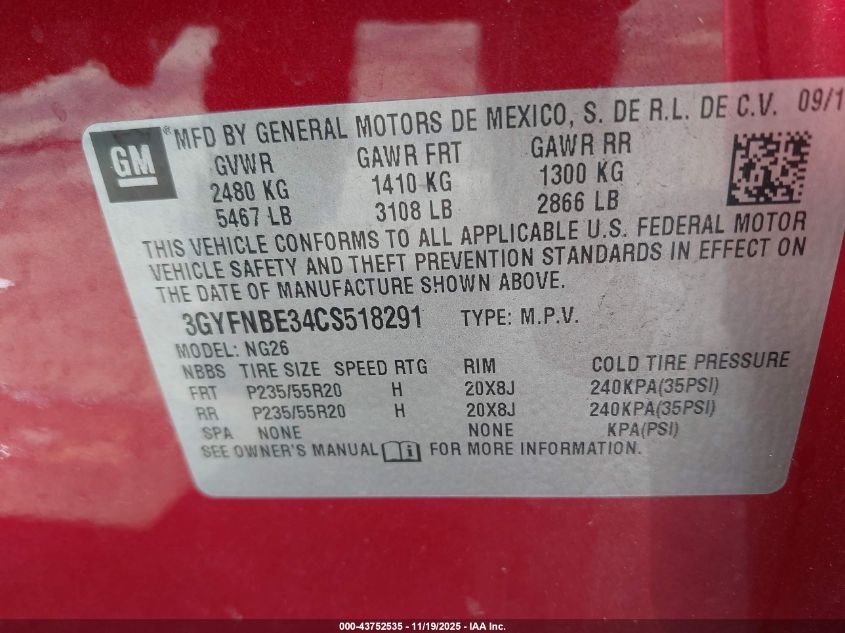 GM
® MFD BY GENERAL MOTORS DE MEXICO, S. DE R.L. DE C.V. 09/1
GVWR GAWR FRT GAWR RR
2480 KG 1410 KG 1300 KG
5467 LB 3108 LB 2866 LB
THIS VEHICLE CONFORMS TO ALL APPLICABLE U.S. FEDERAL MOTOR
VEHICLE SAFETY AND THEFT PREVENTION STANDARDS IN EFFECT ON
THE DATE OF MANUFACTURE SHOWN ABOVE.
3GYFNBE34CS518291 TYPE: M.P.V.
MODEL: NG26
NBBS TIRE SIZE SPEED RTG RIM COLD TIRE PRESSURE
FRT P235/55R20 H 20X8J 240KPA(35PSI)
RR P235/55R20 H 20X8J 240KPA(35PSI)
SPA NONE NONE KPA(PSI)
SEE OWNER'S MANUAL i FOR MORE INFORMATION.
000-43752535 - 11/19/2025 - IAA Inc.